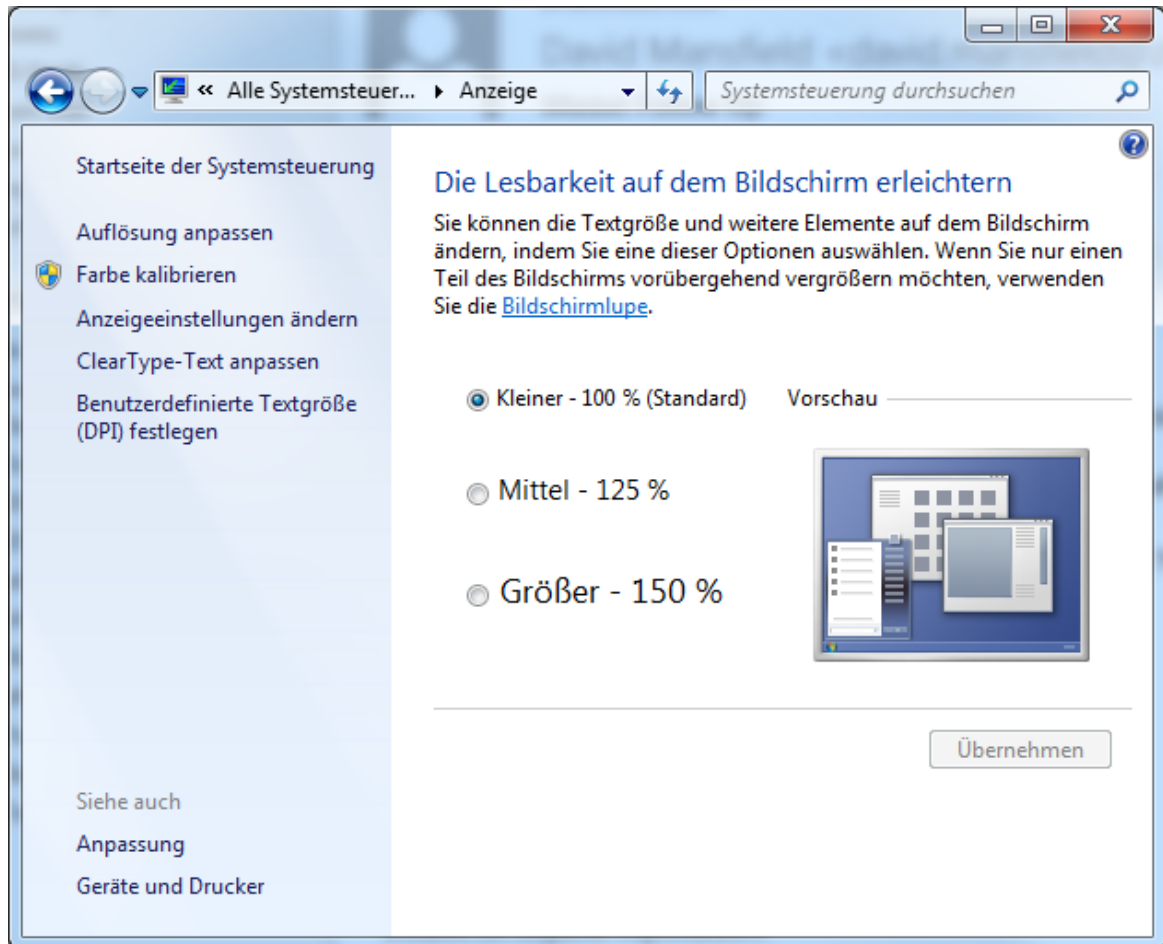 « Alle Systemsteuer... Anzeige
Systemsteuerung durchsuchen
Startseite der Systemsteuerung
Auflösung anpassen
Farbe kalibrieren
Anzeigeeinstellungen ändern
ClearType-Text anpassen
Benutzerdefinierte Textgröße
(DPI) festlegen
Siehe auch
Anpassung
Geräte und Drucker
Die Lesbarkeit auf dem Bildschirm erleichtern
Sie können die Textgröße und weitere Elemente auf dem Bildschirm
ändern, indem Sie eine dieser Optionen auswählen. Wenn Sie nur einen
Teil des Bildschirms vorübergehend vergrößern möchten, verwenden
Sie die Bildschirmlupe.
Kleiner - 100 % (Standard)
Vorschau
Mittel - 125 %
Größer - 150 %
Übernehmen